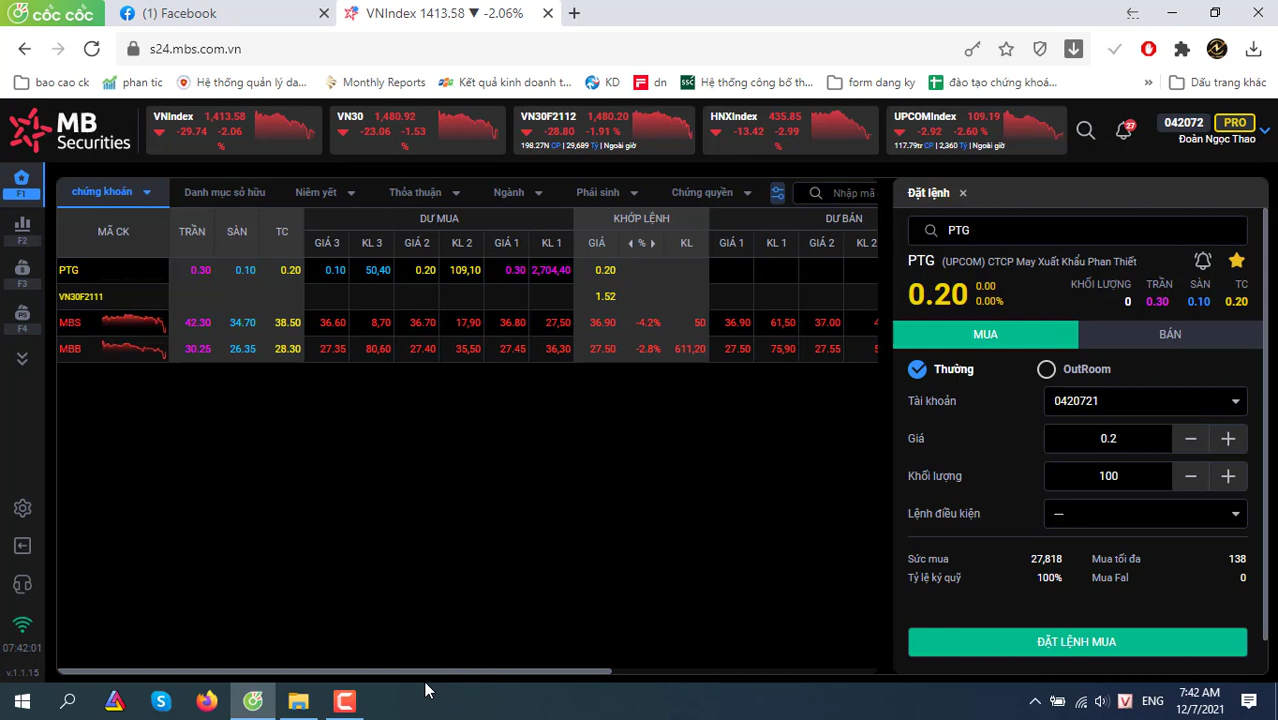 cốc cốc
(1) Facebook
VNIndex 1413.58 ▼ -2.06%
s24.mbs.com.vn
bao cao ck
phan tic
Hệ thống quản lý da...
Monthly Reports
Kết quả kinh doanh t...
KD
dn
SSC
Hệ thống công bố th...
form dang ky
đào tạo chứng khoá...
»
Dấu trang khác
MB Securities
VNIndex 1,413.58
-29.74 -2.06 %
VN30 1,480.92
-23.06 -1.53 %
VN30F2112 1,480.20
-28.80 -1.91 %
198.27N CP | 29,689 Tỷ | Ngoài giờ
HNXIndex 435.85
-13.42 -2.99 %
UPCOMIndex 109.19
-2.92 -2.60 %
117.79tr CP | 2,360 Tỷ | Ngoài giờ
27
042072 PRO
Đoàn Ngọc Thao
F1
F2
F3
PS
F4
07:42:01
v.1.1.15
chứng khoán
Danh mục sở hữu
Niêm yết
Thỏa thuận
Ngành
Phái sinh
Chứng quyền
Nhập mã
MÃ CK TRẦN SÀN TC DƯ MUA KHỚP LỆNH DƯ BÁN
GIÁ 3 KL 3 GIÁ 2 KL 2 GIÁ 1 KL 1 GIÁ % KL GIÁ 1 KL 1 GIÁ 2 KL 2
PTG 0.30 0.10 0.20 0.10 50,40 0.20 109,10 0.30 2,704,40 0.20
VN30F2111 1.52
MBS 42.30 34.70 38.50 36.60 8,70 36.70 17,90 36.80 27,50 36.90 -4.2% 50 36.90 61,50 37.00
MBB 30.25 26.35 28.30 27.35 80,60 27.40 35,50 27.45 36,30 27.50 -2.8% 611,20 27.50 75,90 27.55
Đặt lệnh
PTG
PTG (UPCOM) CTCP May Xuất Khẩu Phan Thiết
0.20 0.00
0.00%
KHỐI LƯỢNG TRẦN SÀN TC
0 0.30 0.10 0.20
MUA BÁN
Thường OutRoom
Tài khoản 0420721
Giá 0.2
Khối lượng 100
Lệnh điều kiện —
Sức mua 27,818 Mua tối đa 138
Tỷ lệ ký quỹ 100% Mua Fal 0
ĐẶT LỆNH MUA
ENG
7:42 AM
12/7/2021